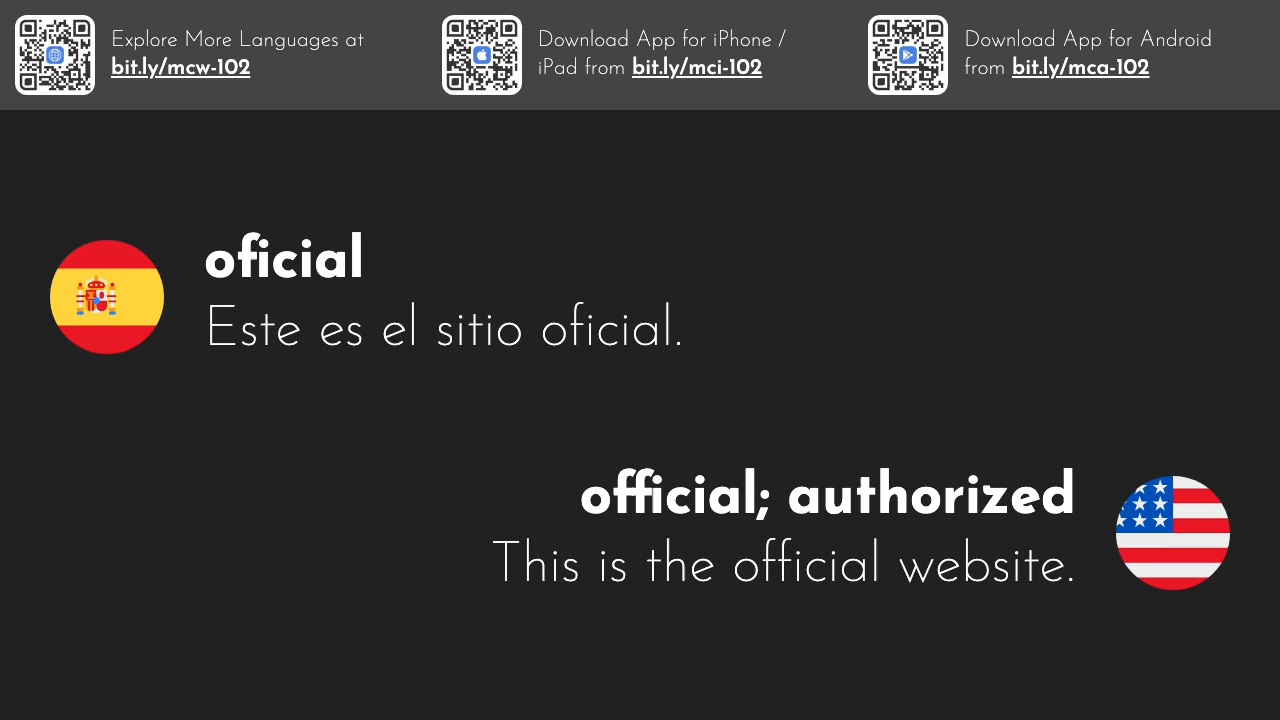 Explore More Languages at
bit.ly/mcw-102
Download App for iPhone /
iPad from bit.ly/mci-102
Download App for Android
from bit.ly/mca-102
oficial
Este es el sitio oficial.
official; authorized
This is the official website.